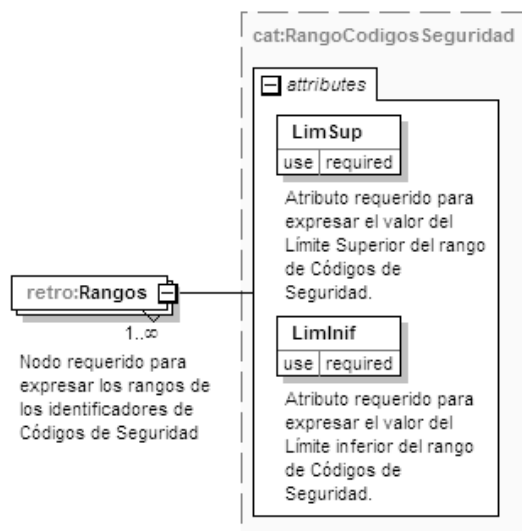 cat:RangoCodigosSeguridad
attributes
LimSup
use required
Atributo requerido para
expresar el valor del
Límite Superior del rango
de Códigos de
Seguridad.
retro:Rangos
1..∞
Nodo requerido para
expresar los rangos de
los identificadores de
Códigos de Seguridad
LimInif
use required
Atributo requerido para
expresar el valor del
Límite inferior del rango
de Códigos de
Seguridad.